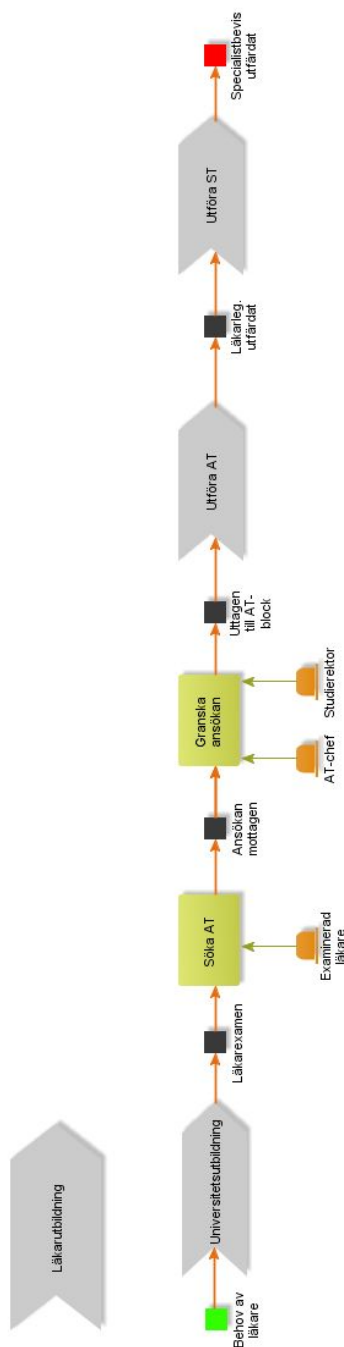 Läkarutbildning
Behov av
läkare
Universitetsutbildning
Läkarexamen
Söka AT
Examinerad
läkare
Ansökan
mottagen
Granska
ansökan
AT-chef
Studierektor
Uttagen
till AT-
block
Utföra AT
Läkarleg.
utfärdat
Utföra ST
Specialistbevis
utfärdat